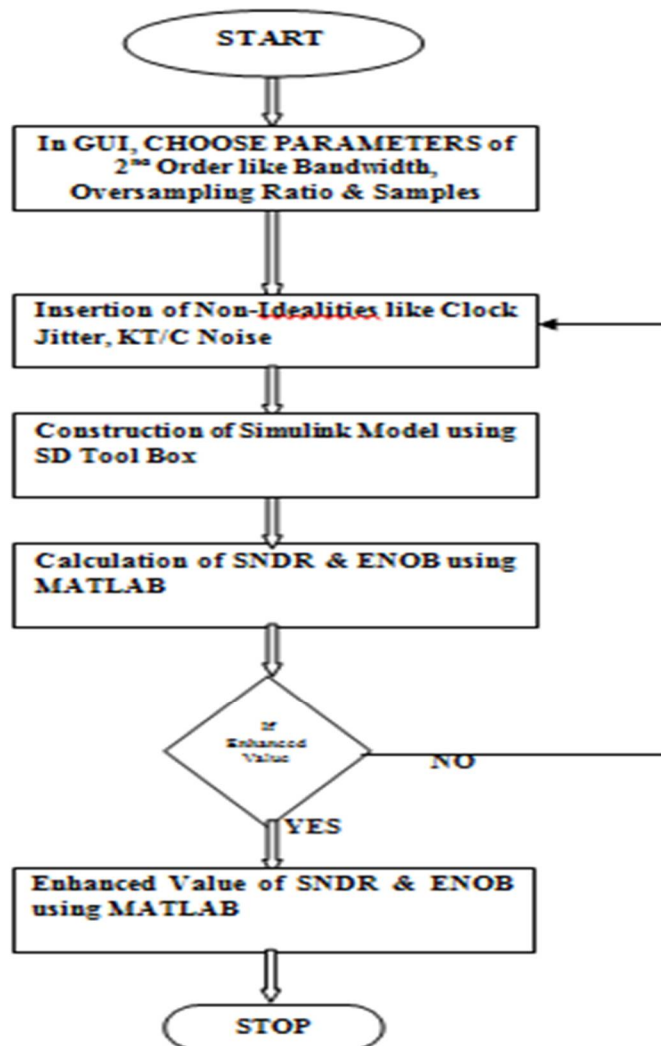 START
In GUI, CHOOSE PARAMETERS of
2nd Order like Bandwidth,
Oversampling Ratio & Samples
Insertion of Non-Idealities like Clock
Jitter, KT/C Noise
Construction of Simulink Model using
SD Tool Box
Calculation of SNDR & ENOB using
MATLAB
If
Enhanced
Value
NO
YES
Enhanced Value of SNDR & ENOB
using MATLAB
STOP